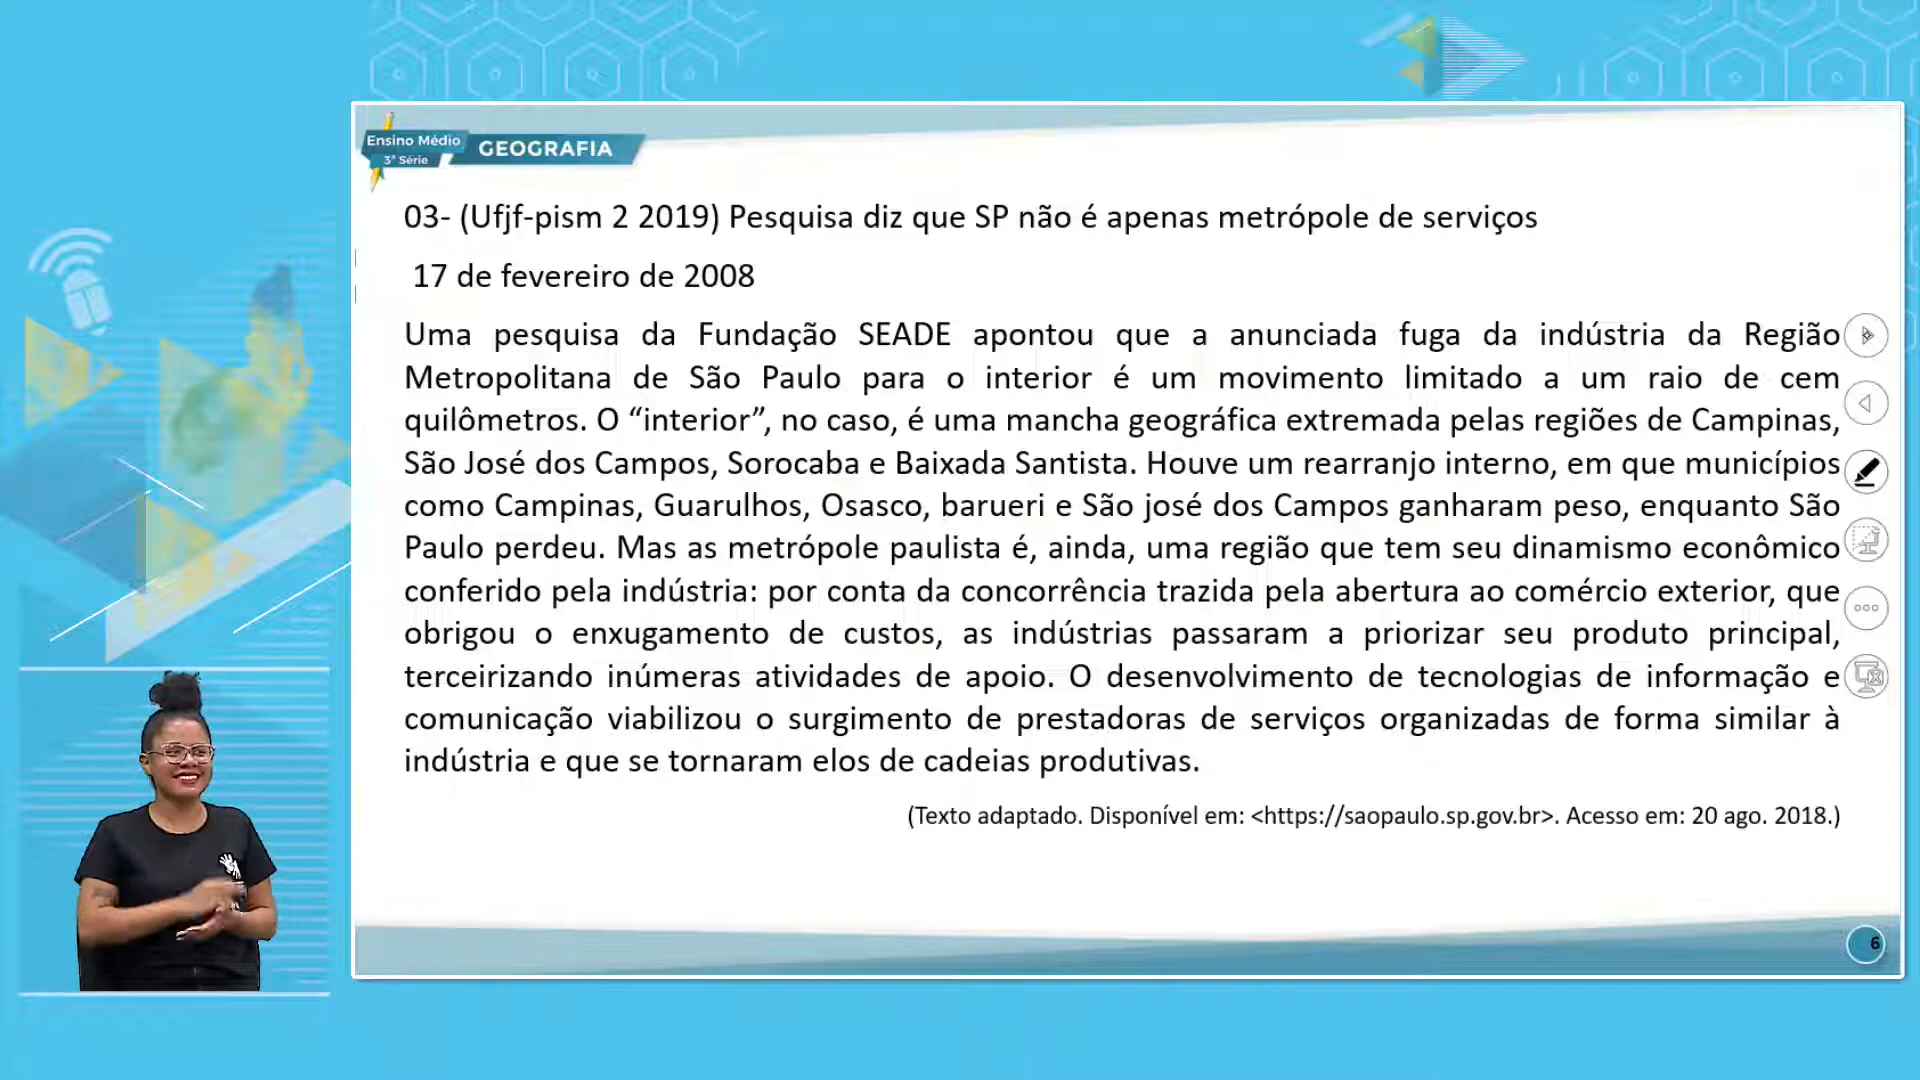 Ensino Médio
3ª Série
GEOGRAFIA
03- (Ufjf-pism 2 2019) Pesquisa diz que SP não é apenas metrópole de serviços
17 de fevereiro de 2008
Uma pesquisa da Fundação SEADE apontou que a anunciada fuga da indústria da Região
Metropolitana de São Paulo para o interior é um movimento limitado a um raio de cem
quilômetros. O “interior”, no caso, é uma mancha geográfica extremada pelas regiões de Campinas,
São José dos Campos, Sorocaba e Baixada Santista. Houve um rearranjo interno, em que municípios
como Campinas, Guarulhos, Osasco, barueri e São josé dos Campos ganharam peso, enquanto São
Paulo perdeu. Mas as metrópole paulista é, ainda, uma região que tem seu dinamismo econômico
conferido pela indústria: por conta da concorrência trazida pela abertura ao comércio exterior, que
obrigou o enxugamento de custos, as indústrias passaram a priorizar seu produto principal,
terceirizando inúmeras atividades de apoio. O desenvolvimento de tecnologias de informação e
comunicação viabilizou o surgimento de prestadoras de serviços organizadas de forma similar à
indústria e que se tornaram elos de cadeias produtivas.
(Texto adaptado. Disponível em: <https://saopaulo.sp.gov.br>. Acesso em: 20 ago. 2018.)
6